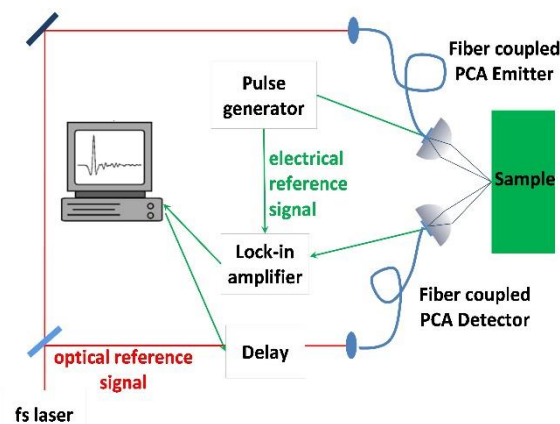 Fiber coupled
PCA Emitter
Pulse
generator
electrical
reference
signal
Sample
Lock-in
amplifier
Fiber coupled
PCA Detector
optical reference
signal
Delay
fs laser